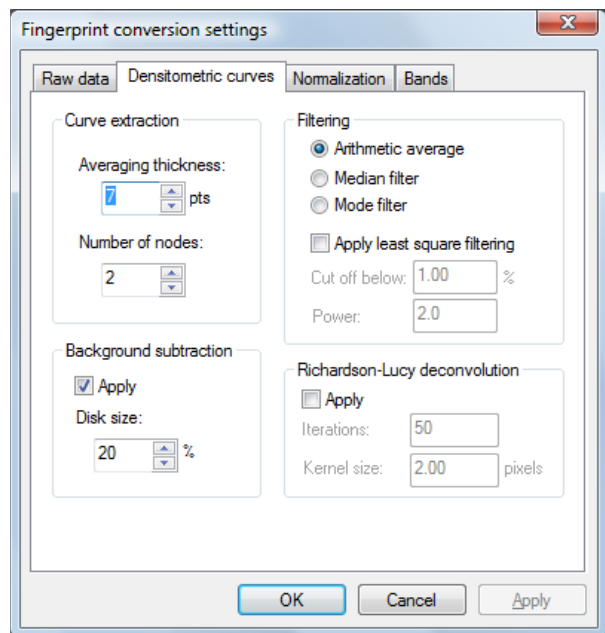 Fingerprint conversion settings
Raw data Densitometric curves Normalization Bands
Curve extraction
Averaging thickness:
7 pts
Number of nodes:
2
Background subtraction
Apply
Disk size:
20 %
Filtering
Arithmetic average
Median filter
Mode filter
Apply least square filtering
Cut off below: 1.00 %
Power: 2.0
Richardson-Lucy deconvolution
Apply
Iterations: 50
Kernel size: 2.00 pixels
OK Cancel Apply